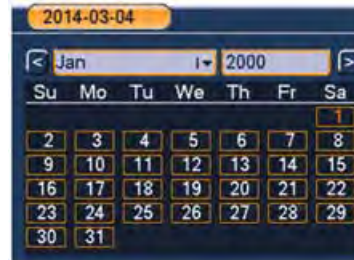 2014-03-04
< Jan 2000 >
Su Mo Tu We Th Fr Sa
1
2 3 4 5 6 7 8
9 10 11 12 13 14 15
16 17 18 19 20 21 22
23 24 25 26 27 28 29
30 31